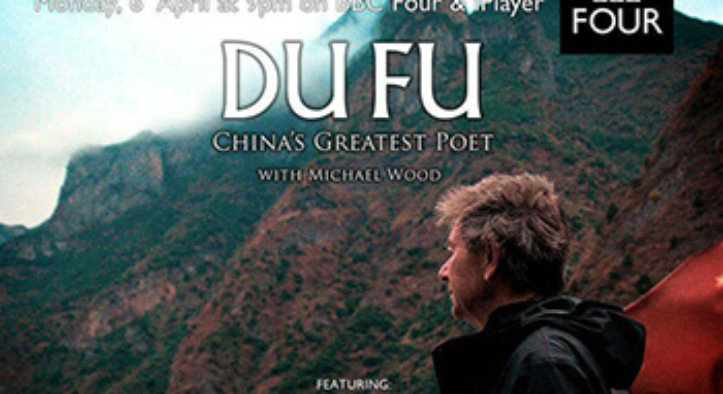 Monday, 6 April at 9pm on BBC Four & iPlayer
FOUR
DU FU
CHINA'S GREATEST POET
WITH MICHAEL WOOD
FEATURING: